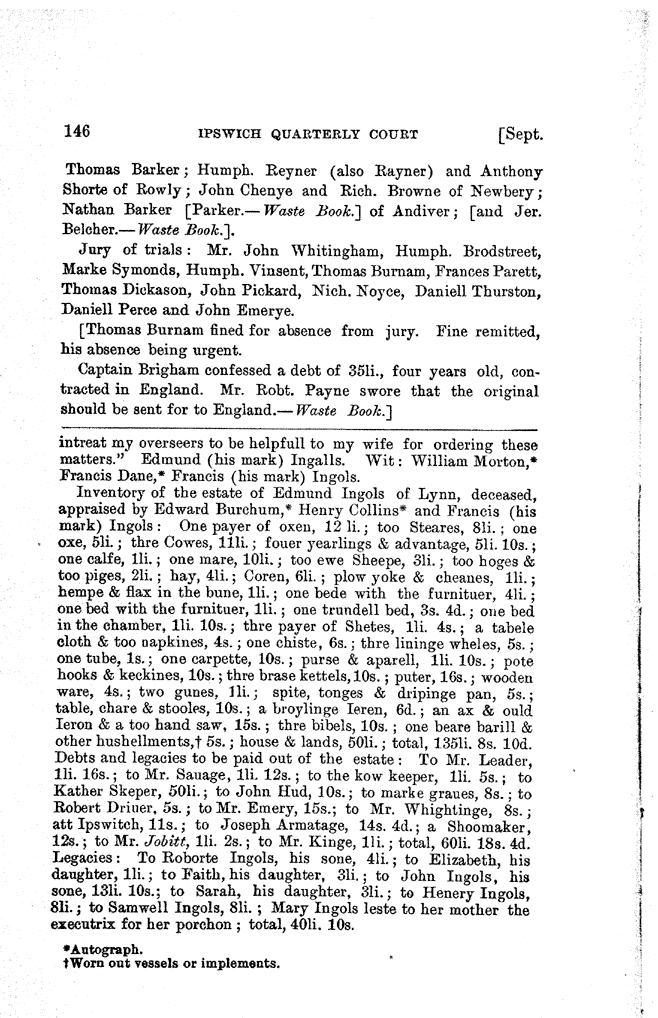 146 IPSWICH QUARTERLY COURT [Sept.
Thomas Barker; Humph. Reyner (also Rayner) and Anthony
Shorte of Rowly; John Chenye and Rich. Browne of Newbery;
Nathan Barker [Parker.—Waste Book.] of Andiver; [and Jer.
Belcher.—Waste Book.].
Jury of trials: Mr. John Whitingham, Humph. Brodstreet,
Marke Symonds, Humph. Vinsent, Thomas Burnam, Frances Parett,
Thomas Dickason, John Pickard, Nich. Noyce, Daniell Thurston,
Daniell Perce and John Emerye.
[Thomas Burnam fined for absence from jury. Fine remitted,
his absence being urgent.
Captain Brigham confessed a debt of 35li., four years old, con-
tracted in England. Mr. Robt. Payne swore that the original
should be sent for to England.—Waste Book.]
intreat my overseers to be helpfull to my wife for ordering these
matters." Edmund (his mark) Ingalls. Wit: William Morton,*
Francis Dane,* Francis (his mark) Ingols.
Inventory of the estate of Edmund Ingols of Lynn, deceased,
appraised by Edward Burchum,* Henry Collins* and Francis (his
mark) Ingols: One payer of oxen, 12 li.; too Steares, 8li.; one
oxe, 5li.; thre Cowes, 11li.; fouer yearlings & advantage, 5li. 10s.;
one calfe, 1li.; one mare, 10li.; too ewe Sheepe, 3li.; too hoges &
too piges, 2li.; hay, 4li.; Coren, 6li.; plow yoke & cheanes, 1li.;
hempe & flax in the bune, 1li.; one bede with the furnituer, 4li.;
one bed with the furnituer, 1li.; one trundell bed, 3s. 4d.; one bed
in the chamber, 1li. 10s.; thre payer of Shetes, 1li. 4s.; a tabele
cloth & too napkines, 4s.; one chiste, 6s.; thre lininge wheles, 5s.;
one tube, 1s.; one carpette, 10s.; purse & aparell, 1li. 10s.; pote
hooks & keckines, 10s.; thre brase kettels, 10s.; puter, 16s.; wooden
ware, 4s.; two gunes, 1li.; spite, tonges & dripinge pan, 5s.;
table, chare & stooles, 10s.; a broylinge Ieren, 6d.; an ax & ould
Ieron & a too hand saw, 15s.; thre bibels, 10s.; one beare barill &
other hushellments,† 5s.; house & lands, 50li.; total, 135li. 8s. 10d.
Debts and legacies to be paid out of the estate: To Mr. Leader,
1li. 16s.; to Mr. Sauage, 1li. 12s.; to the kow keeper, 1li. 5s.; to
Kather Skeper, 50li.; to John Hud, 10s.; to marke graues, 8s.; to
Robert Driuer, 5s.; to Mr. Emery, 15s.; to Mr. Whightinge, 8s.;
att Ipswitch, 11s.; to Joseph Armatage, 14s. 4d.; a Shoomaker,
12s.; to Mr. Jobitt, 1li. 2s.; to Mr. Kinge, 1li.; total, 60li. 18s. 4d.
Legacies: To Roborte Ingols, his sone, 4li.; to Elizabeth, his
daughter, 1li.; to Faith, his daughter, 3li.; to John Ingols, his
sone, 13li. 10s.; to Sarah, his daughter, 3li.; to Henery Ingols,
8li.; to Samwell Ingols, 8li.; Mary Ingols leste to her mother the
executrix for her porchon; total, 40li. 10s.
*Autograph.
†Worn out vessels or implements.